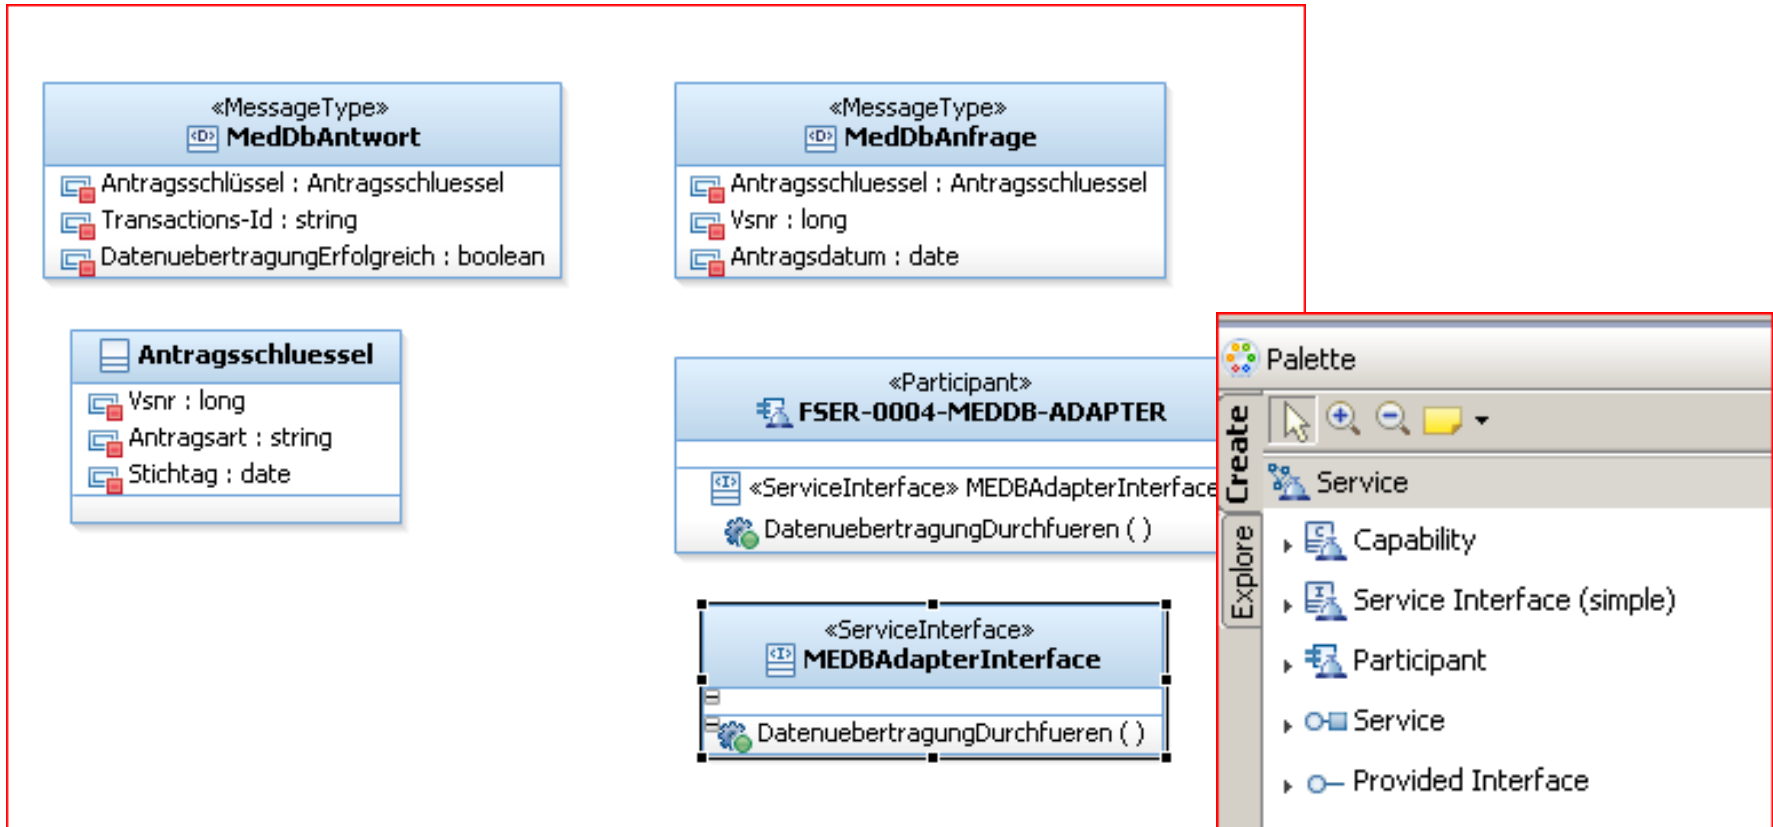 «MessageType»
MedDbAntwort
Antragsschlüssel : Antragsschluessel
Transactions-Id : string
DatenuebertragungErfolgreich : boolean
«MessageType»
MedDbAnfrage
Antragsschluessel : Antragsschluessel
Vsnr : long
Antragsdatum : date
Antragsschluessel
Vsnr : long
Antragsart : string
Stichtag : date
«Participant»
FSER-0004-MEDDB-ADAPTER
«ServiceInterface» MEDBAdapterInterface
DatenuebertragungDurchfueren ( )
«ServiceInterface»
MEDBAdapterInterface
DatenuebertragungDurchfueren ( )
Palette
Create
Explore
Service
Capability
Service Interface (simple)
Participant
Service
Provided Interface